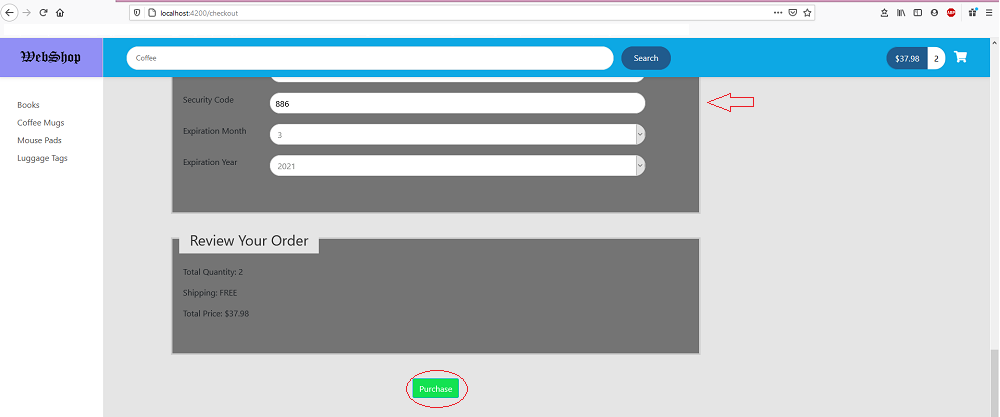 localhost:4200/checkout
ABP
WebShop
Coffee
Search
$37.98 2
Books
Coffee Mugs
Mouse Pads
Luggage Tags
Security Code 886
Expiration Month 3
Expiration Year 2021
Review Your Order
Total Quantity: 2
Shipping: FREE
Total Price: $37.98
Purchase